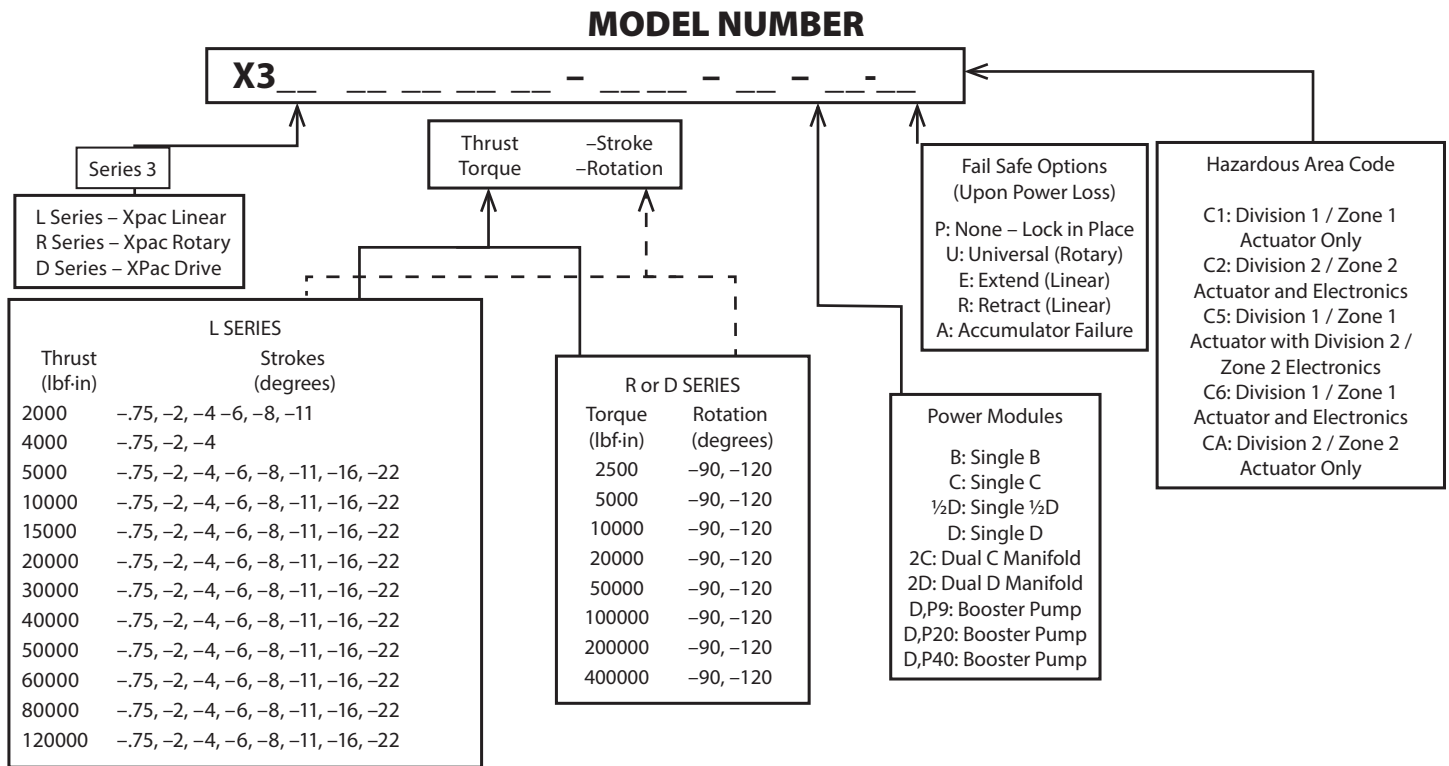 MODEL NUMBER
X3__ __ __ __ __ – __ __ – __ – __-__
Series 3
L Series – Xpac Linear
R Series – Xpac Rotary
D Series – XPac Drive
Thrust –Stroke
Torque –Rotation
Fail Safe Options
(Upon Power Loss)
P: None – Lock in Place
U: Universal (Rotary)
E: Extend (Linear)
R: Retract (Linear)
A: Accumulator Failure
Hazardous Area Code
C1: Division 1 / Zone 1
Actuator Only
C2: Division 2 / Zone 2
Actuator and Electronics
C5: Division 1 / Zone 1
Actuator with Division 2 /
Zone 2 Electronics
C6: Division 1 / Zone 1
Actuator and Electronics
CA: Division 2 / Zone 2
Actuator Only
L SERIES
Thrust Strokes
(lbf·in) (degrees)
2000 –.75, –2, –4 –6, –8, –11
4000 –.75, –2, –4
5000 –.75, –2, –4, –6, –8, –11, –16, –22
10000 –.75, –2, –4, –6, –8, –11, –16, –22
15000 –.75, –2, –4, –6, –8, –11, –16, –22
20000 –.75, –2, –4, –6, –8, –11, –16, –22
30000 –.75, –2, –4, –6, –8, –11, –16, –22
40000 –.75, –2, –4, –6, –8, –11, –16, –22
50000 –.75, –2, –4, –6, –8, –11, –16, –22
60000 –.75, –2, –4, –6, –8, –11, –16, –22
80000 –.75, –2, –4, –6, –8, –11, –16, –22
120000 –.75, –2, –4, –6, –8, –11, –16, –22
R or D SERIES
Torque Rotation
(lbf·in) (degrees)
2500 –90, –120
5000 –90, –120
10000 –90, –120
20000 –90, –120
50000 –90, –120
100000 –90, –120
200000 –90, –120
400000 –90, –120
Power Modules
B: Single B
C: Single C
½D: Single ½D
D: Single D
2C: Dual C Manifold
2D: Dual D Manifold
D,P9: Booster Pump
D,P20: Booster Pump
D,P40: Booster Pump